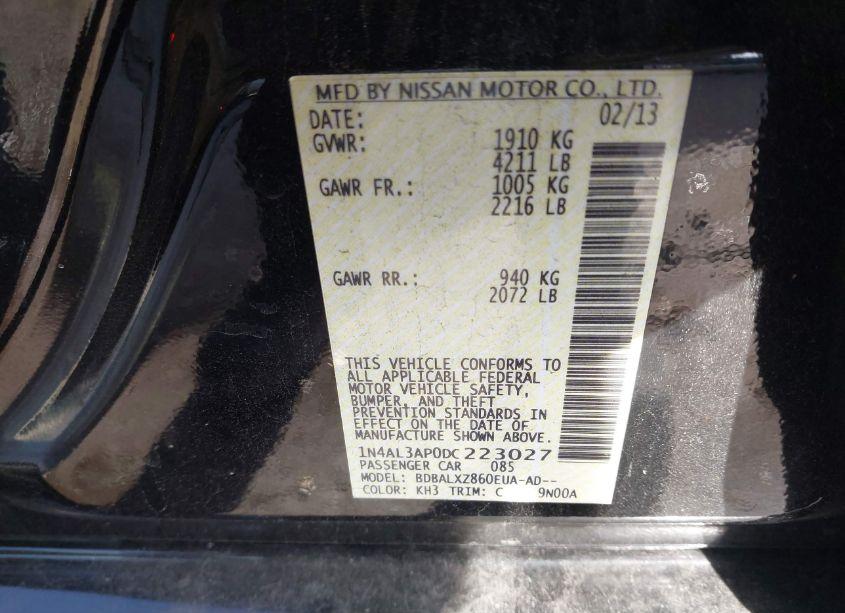 MFD BY NISSAN MOTOR CO., LTD.
DATE: 02/13
GVWR: 1910 KG
4211 LB
GAWR FR.: 1005 KG
2216 LB
GAWR RR.: 940 KG
2072 LB
THIS VEHICLE CONFORMS TO
ALL APPLICABLE FEDERAL
MOTOR VEHICLE SAFETY,
BUMPER, AND THEFT
PREVENTION STANDARDS IN
EFFECT ON THE DATE OF
MANUFACTURE SHOWN ABOVE.
1N4AL3AP0DC223027
PASSENGER CAR 085
MODEL: BDBALXZ860EUA-AD--
COLOR: KH3 TRIM: C 9N00A